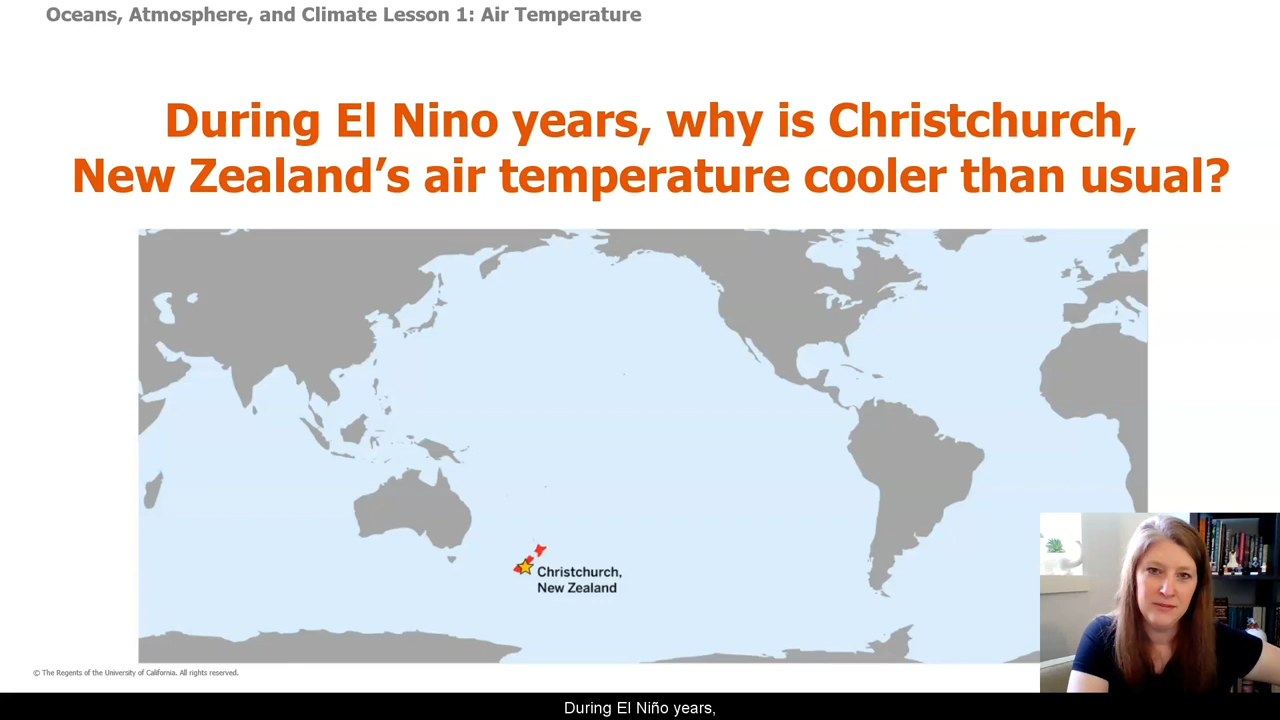 Oceans, Atmosphere, and Climate Lesson 1: Air Temperature
During El Nino years, why is Christchurch,
New Zealand’s air temperature cooler than usual?
Christchurch,
New Zealand
© The Regents of the University of California. All rights reserved.
During El Niño years,